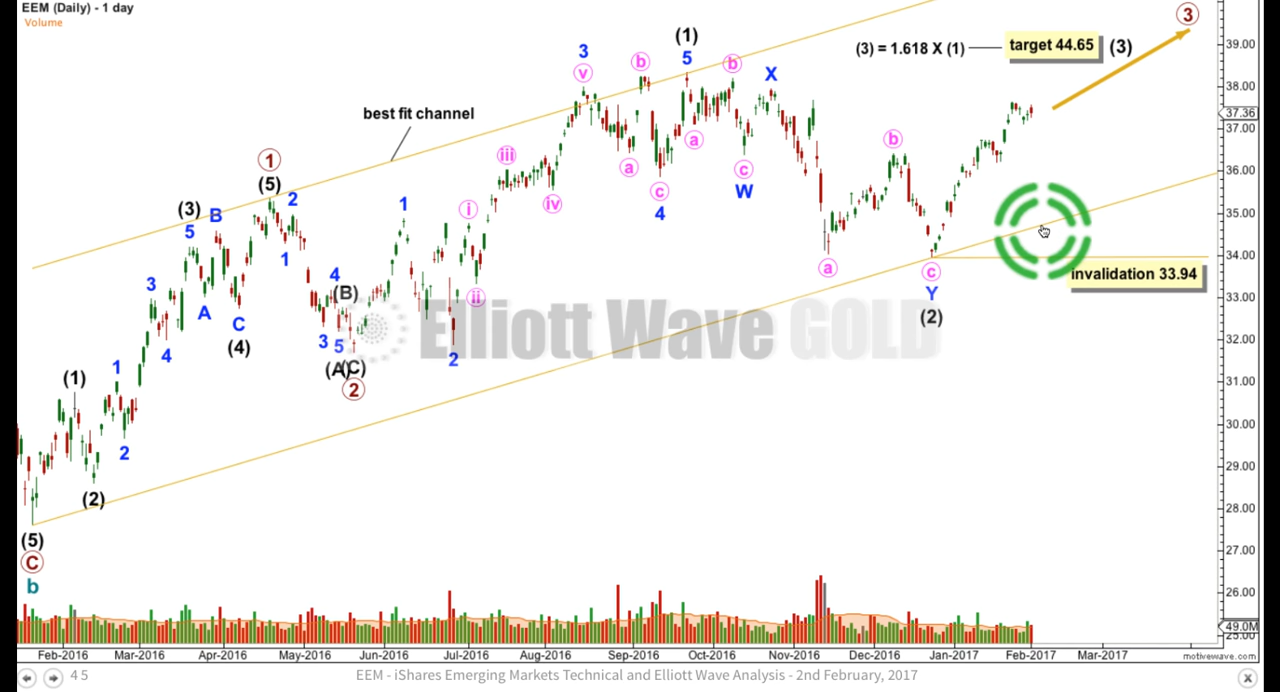 EEM (Daily) - 1 day
Volume
3
39.00
(3) = 1.618 X (1)
target 44.65
(3)
(1)
3
5
v
b
b
X
38.00
best fit channel
37.36
37.00
iii
a
a
b
1
(5)
a
c
36.00
(3)
B
2
5
1
i
iv
c
4
W
35.00
A
C
1
34.00
3
4
(B)
a
c
invalidation 33.94
(4)
4
ii
Y
33.00
3
5
2
(2)
Elliott Wave GOLD
32.00
(1)
1
(A)
(C)
2
31.00
2
30.00
(2)
29.00
28.00
(5)
C
b
27.00
26.00
49.0M
25.00
Feb-2016 Mar-2016 Apr-2016 May-2016 Jun-2016 Jul-2016 Aug-2016 Sep-2016 Oct-2016 Nov-2016 Dec-2016 Jan-2017 Feb-2017 Mar-2017
motivewave.com
4 5
EEM - iShares Emerging Markets Technical and Elliott Wave Analysis - 2nd February, 2017
X